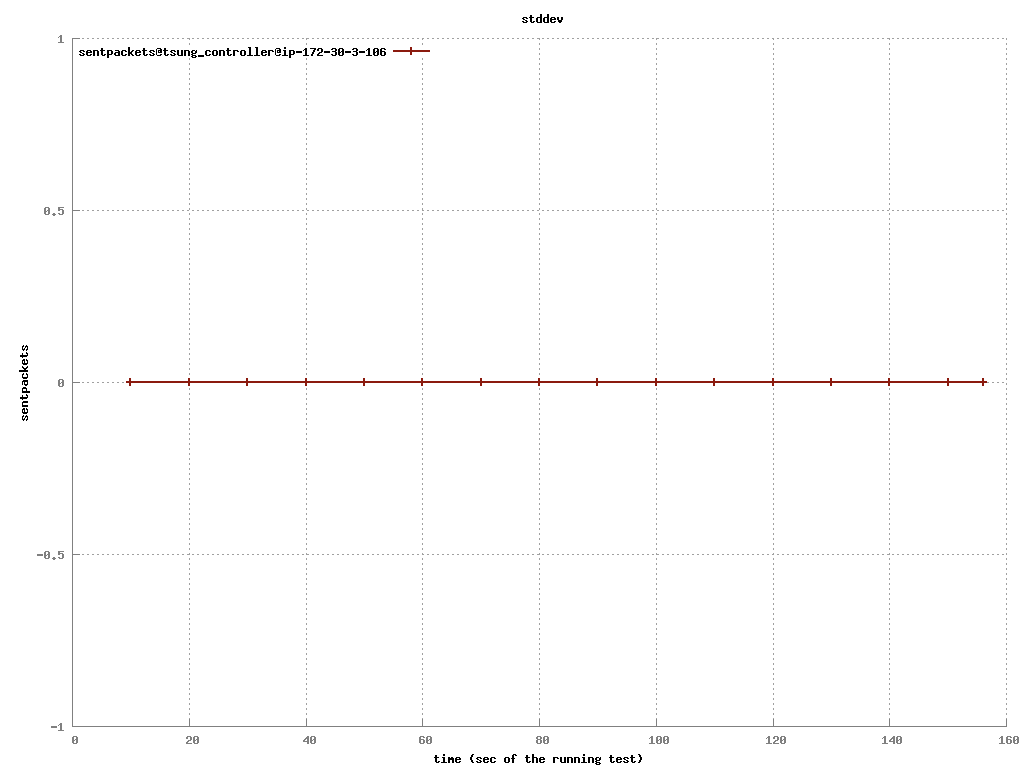 stddev
sentpackets@tsung_controller@ip-172-30-3-106
1
0.5
0
-0.5
-1
sentpackets
0 20 40 60 80 100 120 140 160
time (sec of the running test)